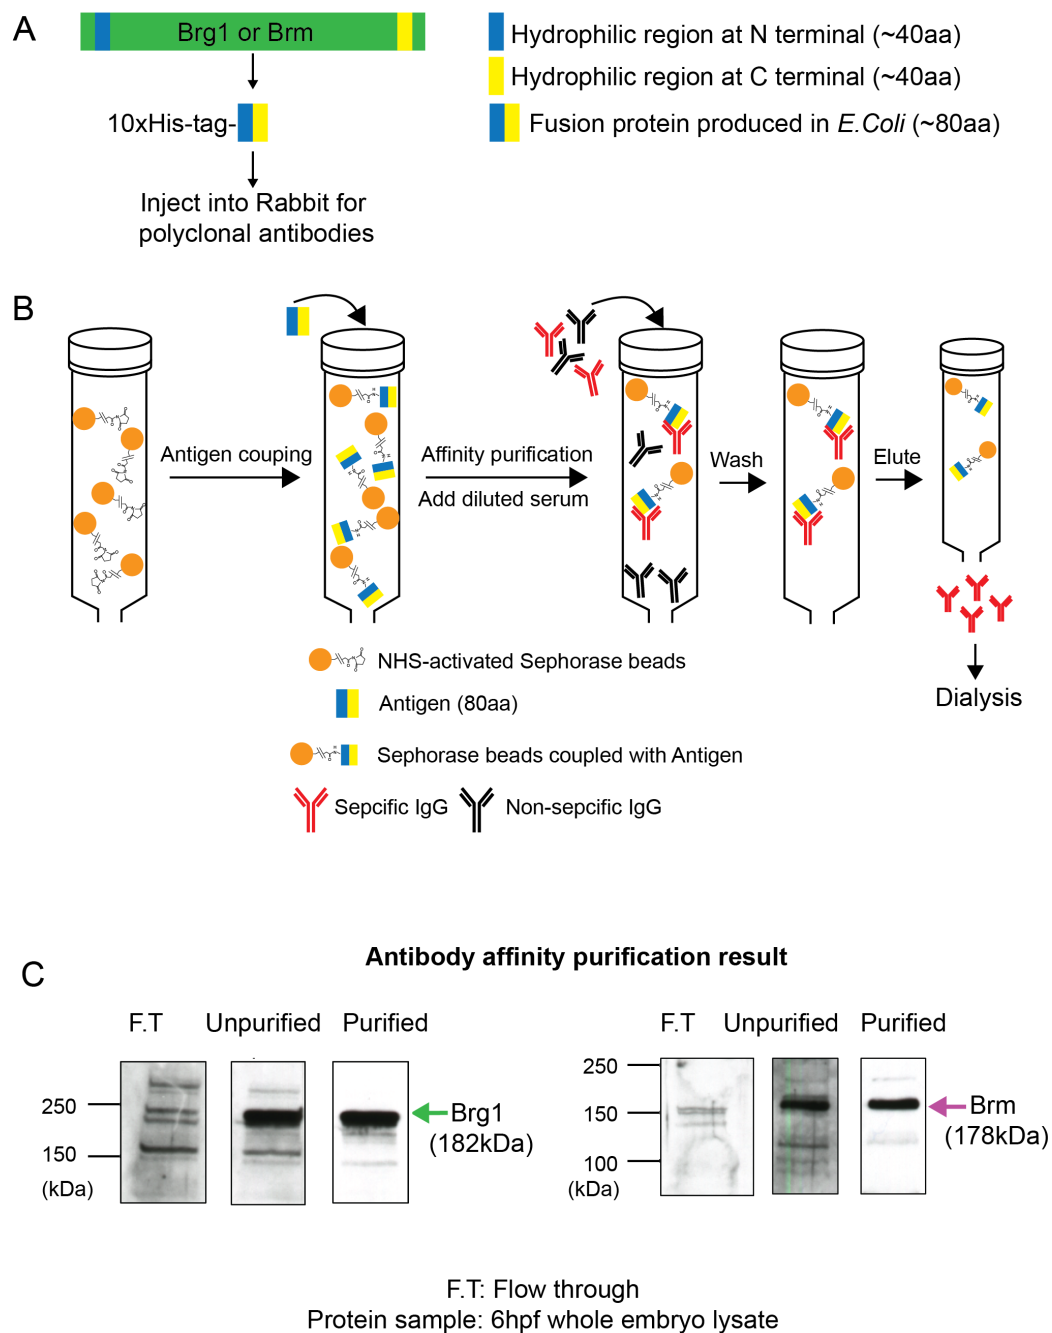 A
Brg1 or Brm
10xHis-tag-
Inject into Rabbit for
polyclonal antibodies
Hydrophilic region at N terminal (~40aa)
Hydrophilic region at C terminal (~40aa)
Fusion protein produced in E.Coli (~80aa)
B
Antigen couping
Affinity purification
Add diluted serum
Wash
Elute
Dialysis
NHS-activated Sephorase beads
Antigen (80aa)
Sephorase beads coupled with Antigen
Sepcific IgG
Non-sepcific IgG
C
Antibody affinity purification result
F.T Unpurified Purified
250
150
(kDa)
Brg1
(182kDa)
F.T Unpurified Purified
250
150
100
(kDa)
Brm
(178kDa)
F.T: Flow through
Protein sample: 6hpf whole embryo lysate